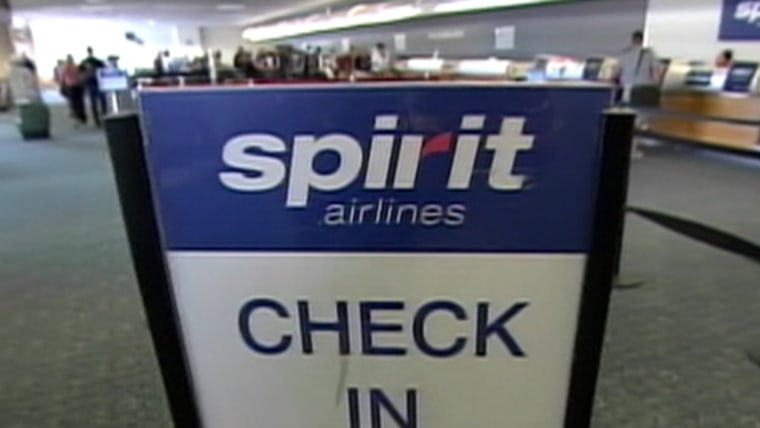 spirit
airlines
CHECK
IN